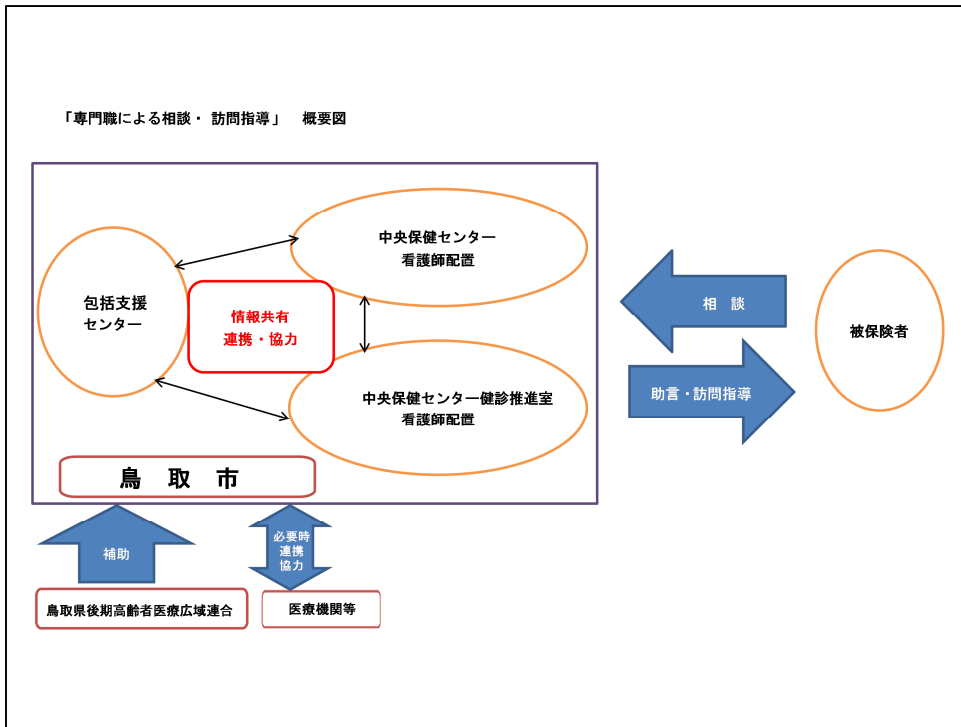 「専門職による相談・ 訪問指導」　概要図
中央保健センター
看護師配置
包括支援
センター
情報共有
連携・協力
中央保健センター健診推進室
看護師配置
鳥　取　市
相　談
助言・訪問指導
被保険者
補助
必要時
連携
協力
鳥取県後期高齢者医療広域連合
医療機関等